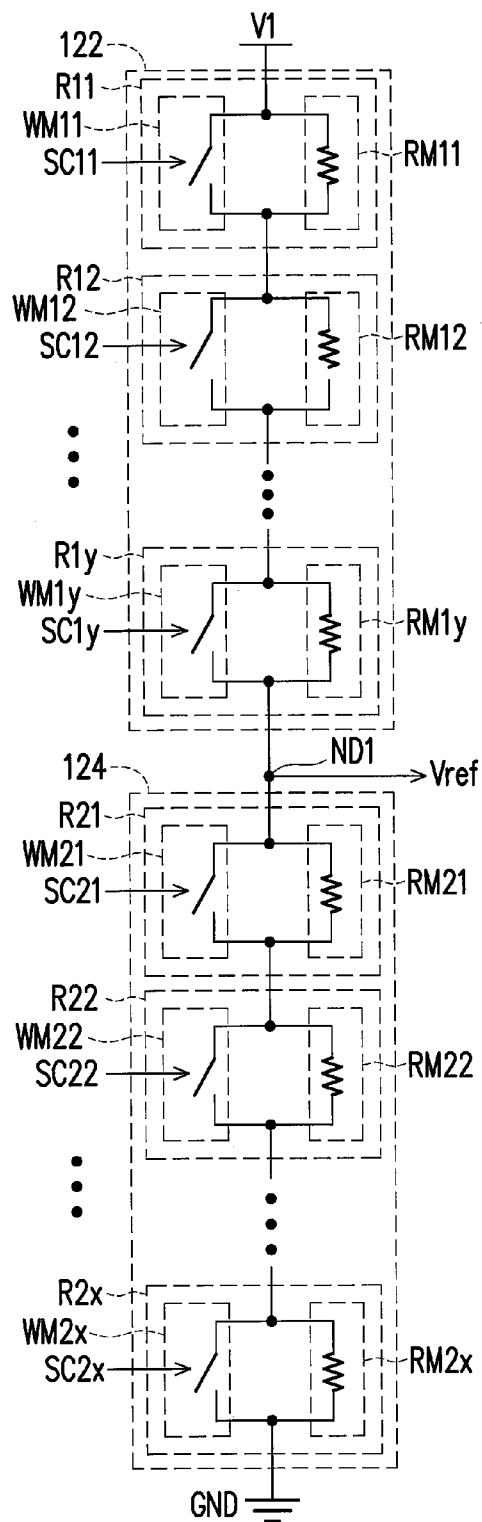 V1
122
R11
WM11
SC11
RM11
R12
WM12
SC12
RM12
R1y
WM1y
SC1y
RM1y
ND1
124
Vref
R21
WM21
SC21
RM21
R22
WM22
SC22
RM22
R2x
WM2x
SC2x
RM2x
GND